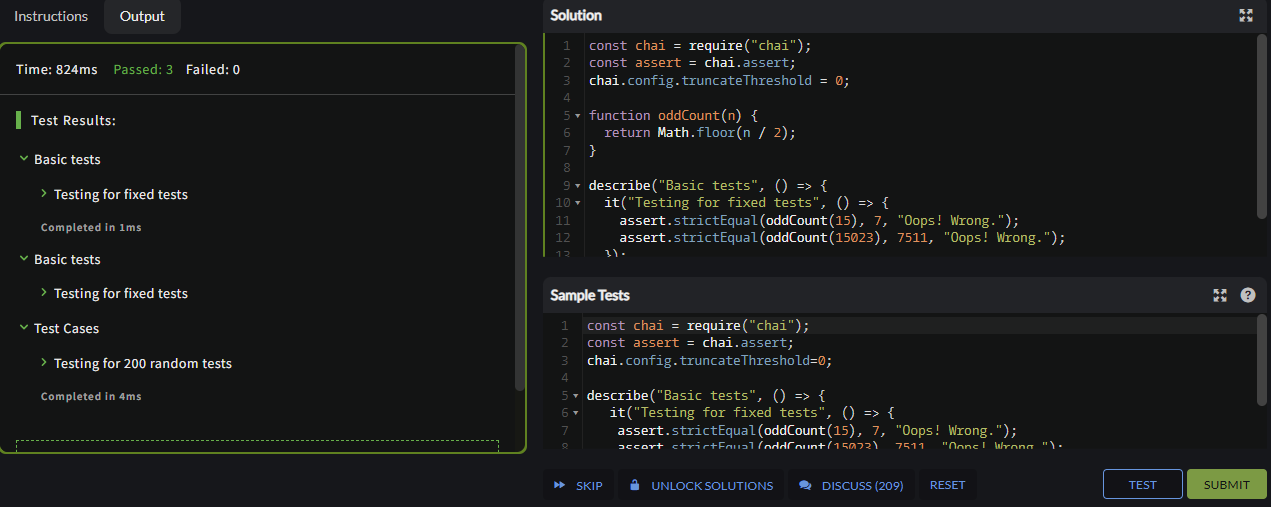 Instructions Output
Time: 824ms Passed: 3 Failed: 0
Test Results:
Basic tests
Testing for fixed tests
Completed in 1ms
Basic tests
Testing for fixed tests
Test Cases
Testing for 200 random tests
Completed in 4ms
Solution
1 const chai = require("chai");
2 const assert = chai.assert;
3 chai.config.truncateThreshold = 0;
4
5 function oddCount(n) {
6 return Math.floor(n / 2);
7 }
8
9 describe("Basic tests", () => {
10 it("Testing for fixed tests", () => {
11 assert.strictEqual(oddCount(15), 7, "Oops! Wrong.");
12 assert.strictEqual(oddCount(15023), 7511, "Oops! Wrong.");
13 });
Sample Tests
1 const chai = require("chai");
2 const assert = chai.assert;
3 chai.config.truncateThreshold=0;
4
5 describe("Basic tests", () => {
6 it("Testing for fixed tests", () => {
7 assert.strictEqual(oddCount(15), 7, "Oops! Wrong.");
8 assert.strictEqual(oddCount(15023), 7511, "Oops! Wrong.");
SKIP UNLOCK SOLUTIONS DISCUSS (209) RESET TEST SUBMIT